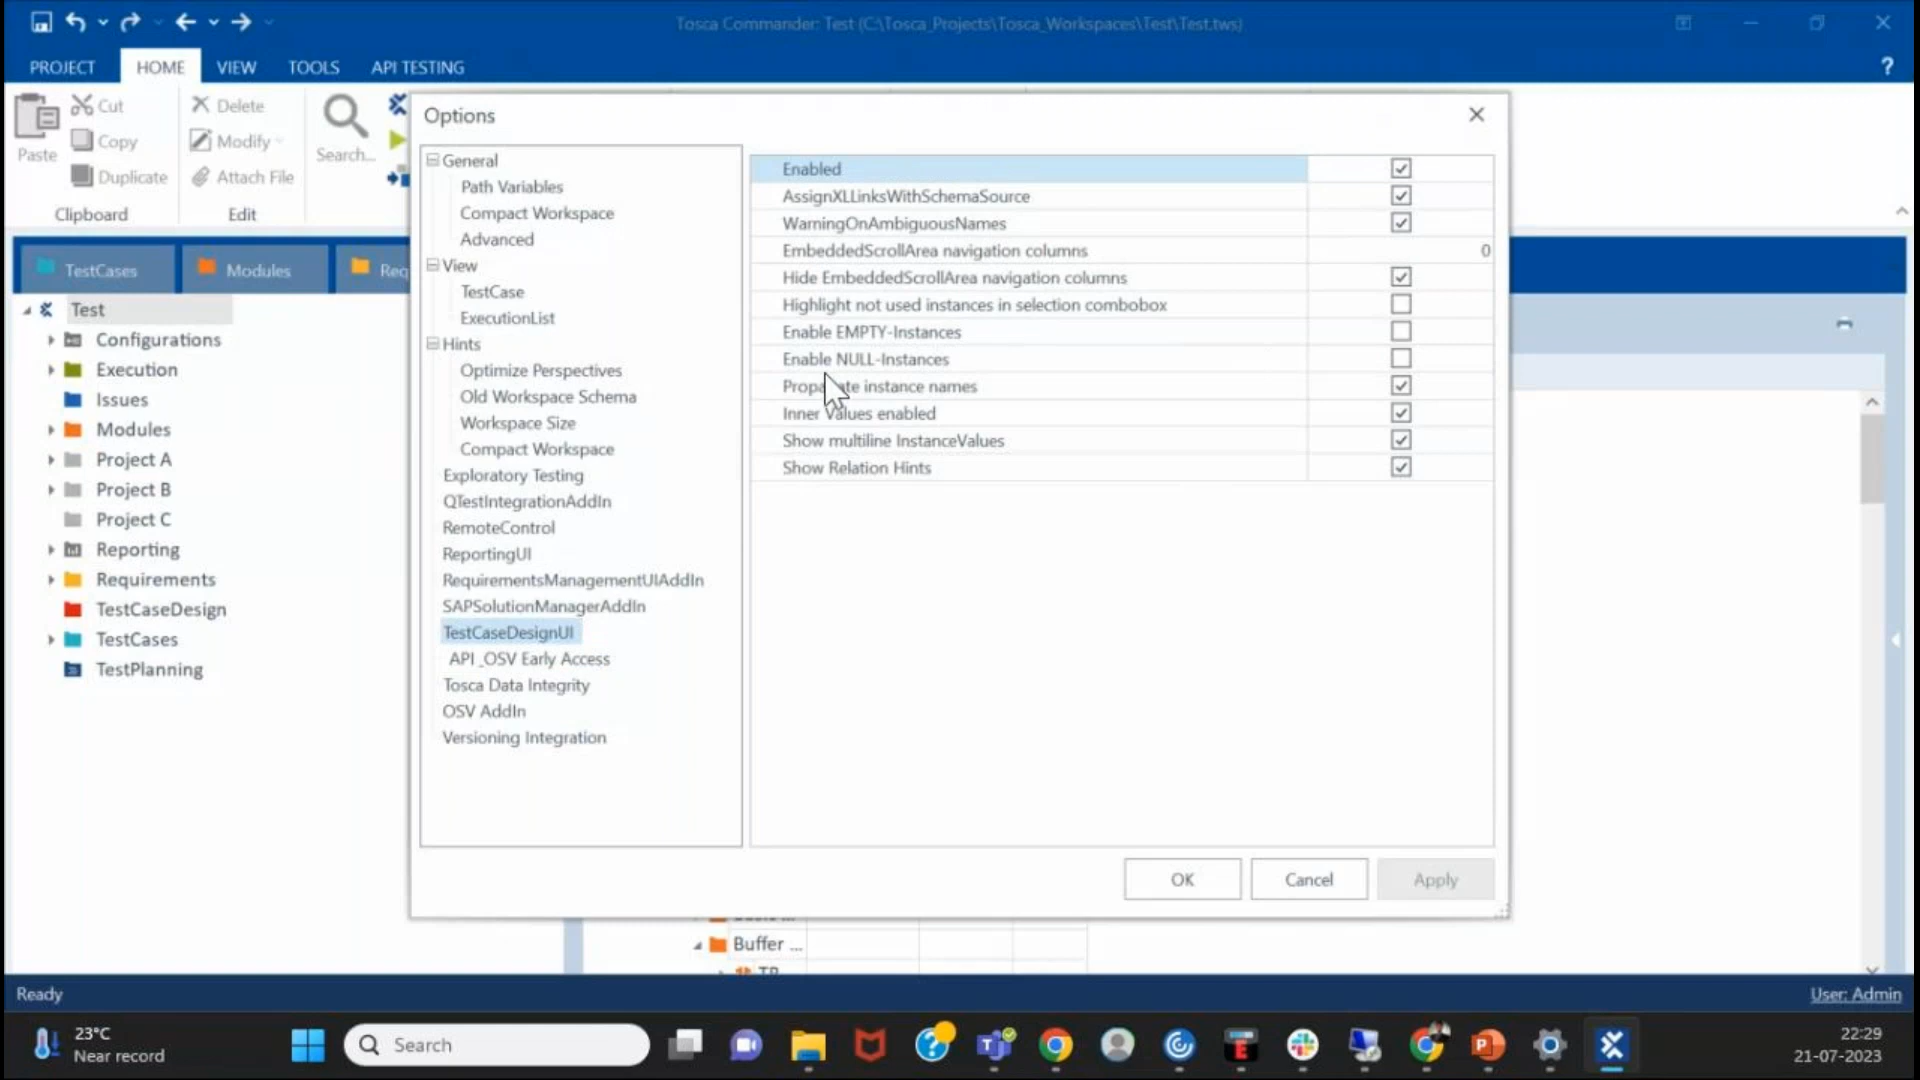 Tosca Commander: Test (C:\Tosca_Projects\Tosca_Workspaces\Test\Test.tws)
PROJECT HOME VIEW TOOLS API TESTING ?
Paste
Cut
Copy
Duplicate
Clipboard
Delete
Modify
Attach File
Edit
Search...
TestCases
Modules
Req
Test
Configurations
Execution
Issues
Modules
Project A
Project B
Project C
Reporting
Requirements
TestCaseDesign
TestCases
TestPlanning
Options
General
Path Variables
Compact Workspace
Advanced
View
TestCase
ExecutionList
Hints
Optimize Perspectives
Old Workspace Schema
Workspace Size
Compact Workspace
Exploratory Testing
QTestIntegrationAddIn
RemoteControl
ReportingUI
RequirementsManagementUIAddIn
SAPSolutionManagerAddIn
TestCaseDesignUI
API _OSV Early Access
Tosca Data Integrity
OSV AddIn
Versioning Integration
Enabled
AssignXLLinksWithSchemaSource
WarningOnAmbiguousNames
EmbeddedScrollArea navigation columns 0
Hide EmbeddedScrollArea navigation columns
Highlight not used instances in selection combobox
Enable EMPTY-Instances
Enable NULL-Instances
Propagate instance names
Inner Values enabled
Show multiline InstanceValues
Show Relation Hints
OK Cancel Apply
Buffer ...
Ready User: Admin
23°C
Near record
Search
22:29
21-07-2023